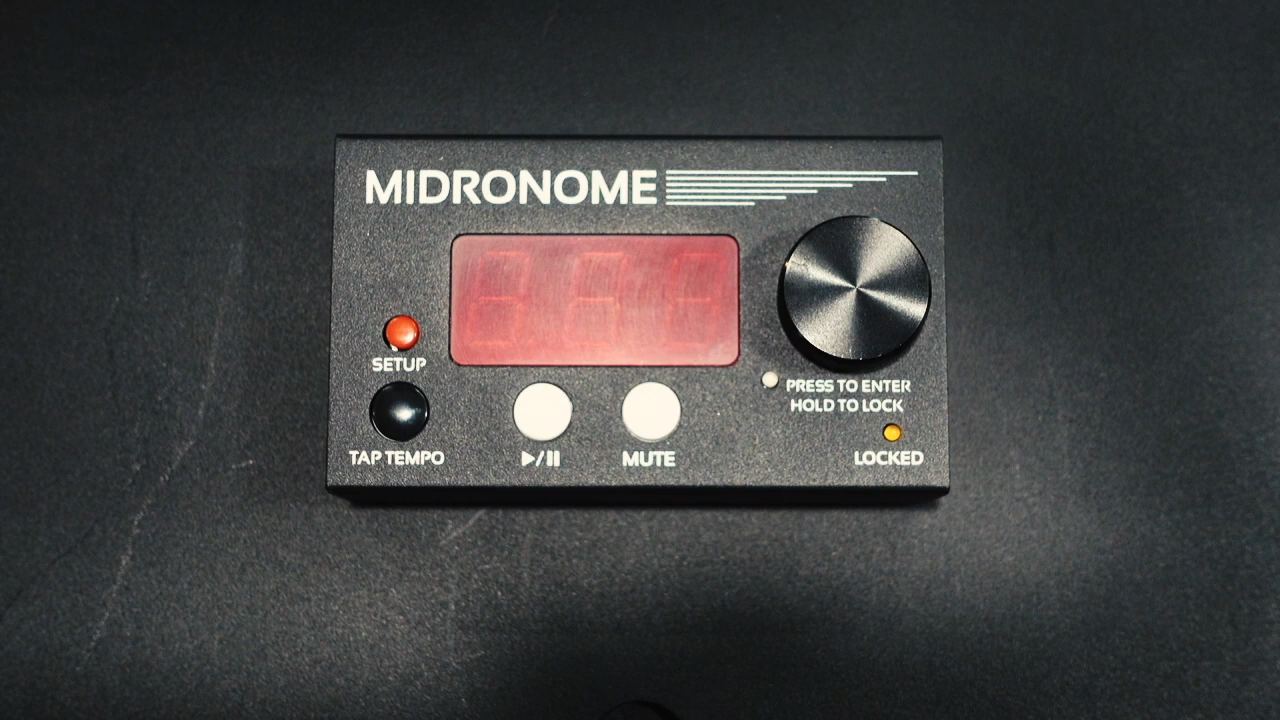 MIDRONOME
SETUP
PRESS TO ENTER
HOLD TO LOCK
TAP TEMPO
▶/II
MUTE
LOCKED